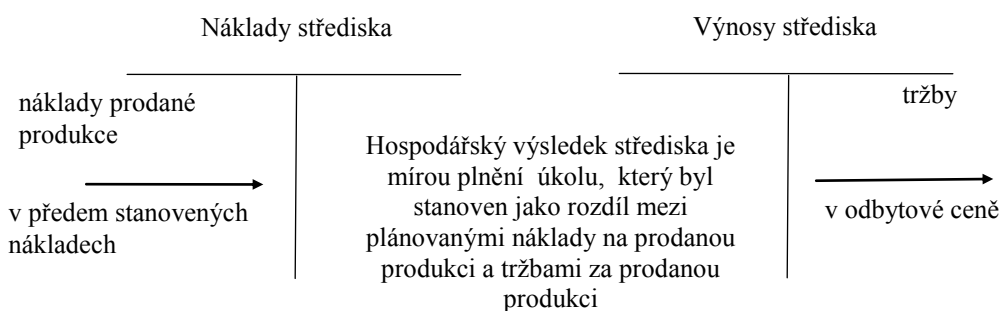 Náklady střediska
Výnosy střediska
náklady prodané
produkce
v předem stanovených
nákladech
Hospodářský výsledek střediska je
mírou plnění úkolu, který byl
stanoven jako rozdíl mezi
plánovanými náklady na prodanou
produkci a tržbami za prodanou
produkci
tržby
v odbytové ceně